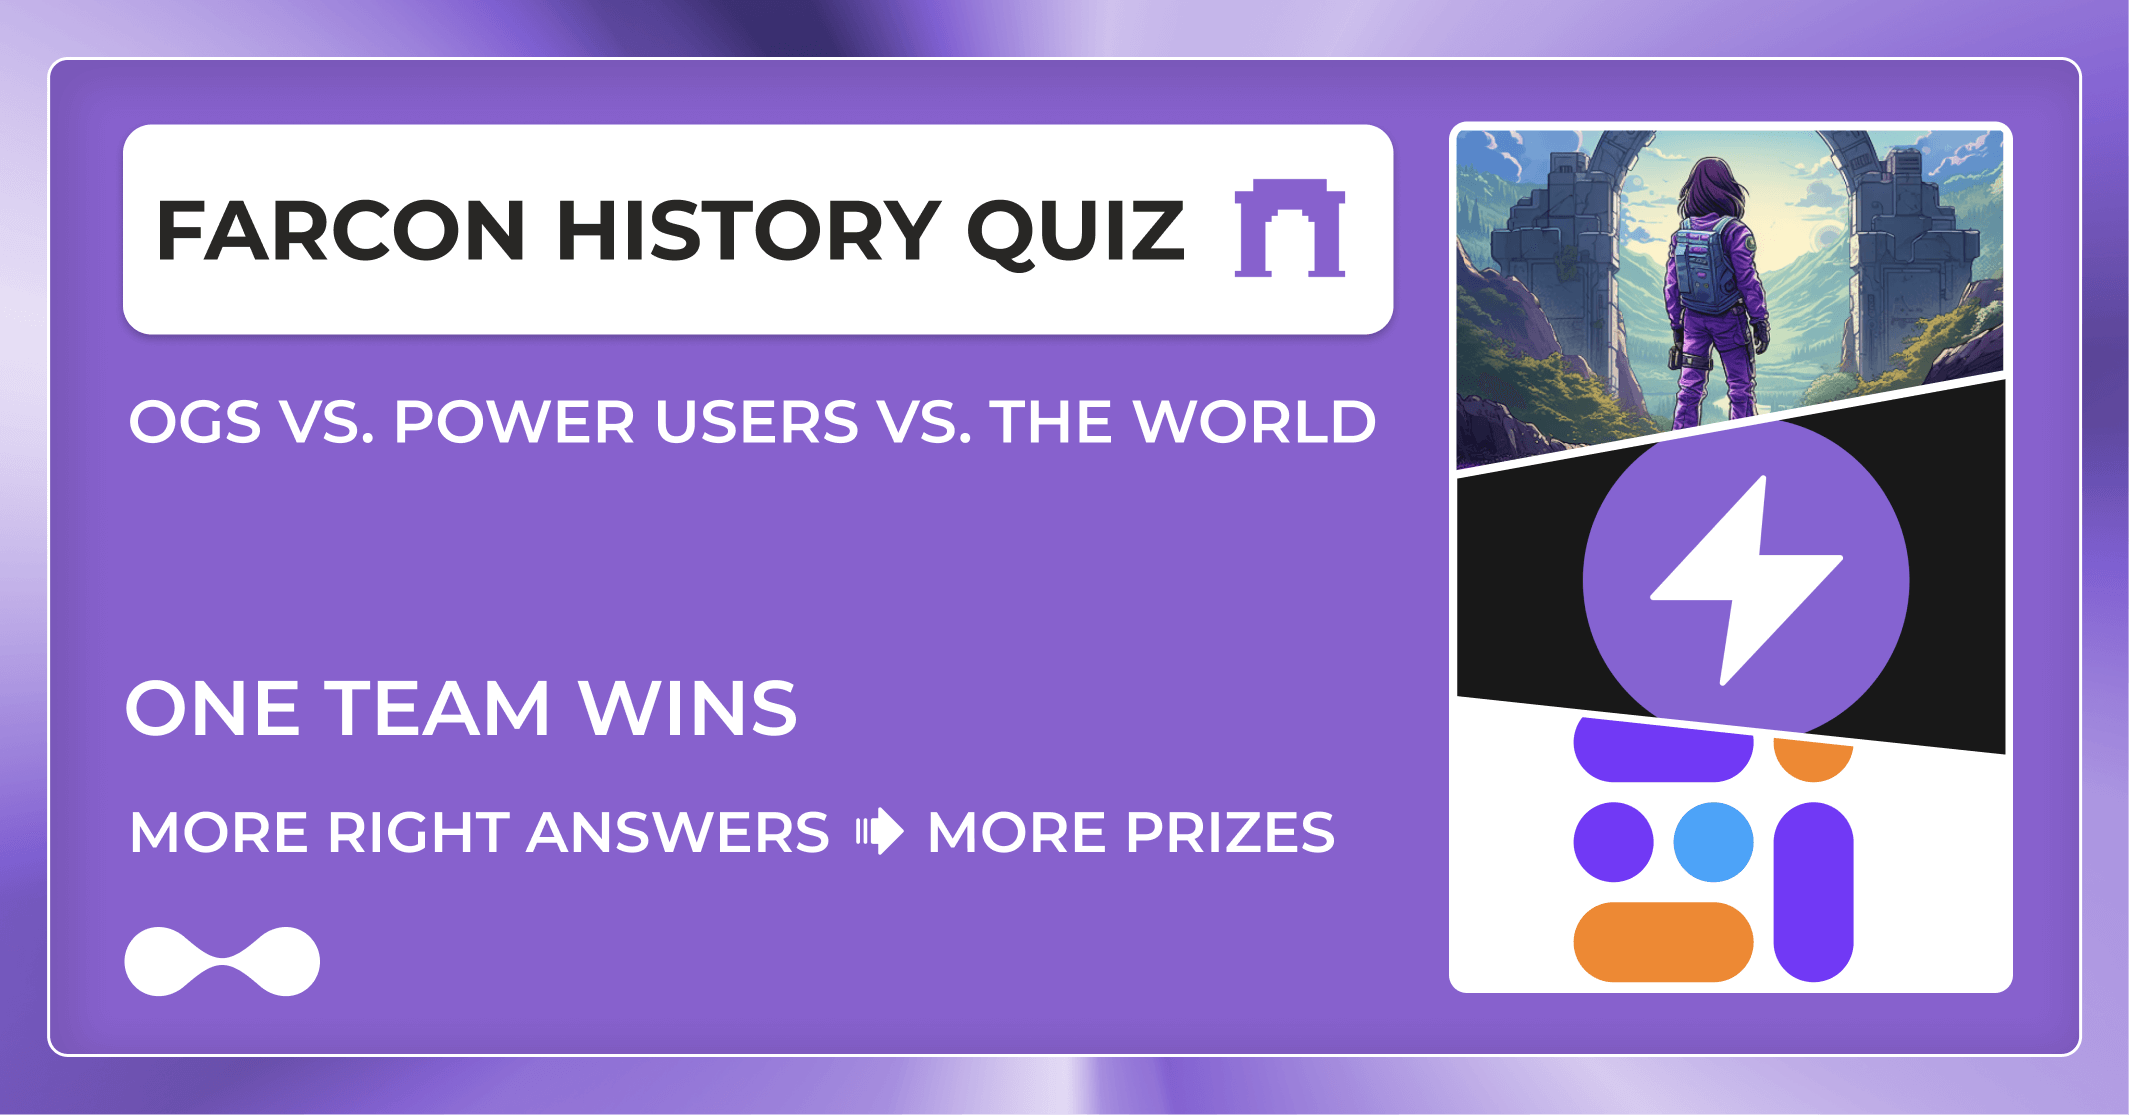 FARCON HISTORY QUIZ
OGS VS. POWER USERS VS. THE WORLD
ONE TEAM WINS
MORE RIGHT ANSWERS MORE PRIZES